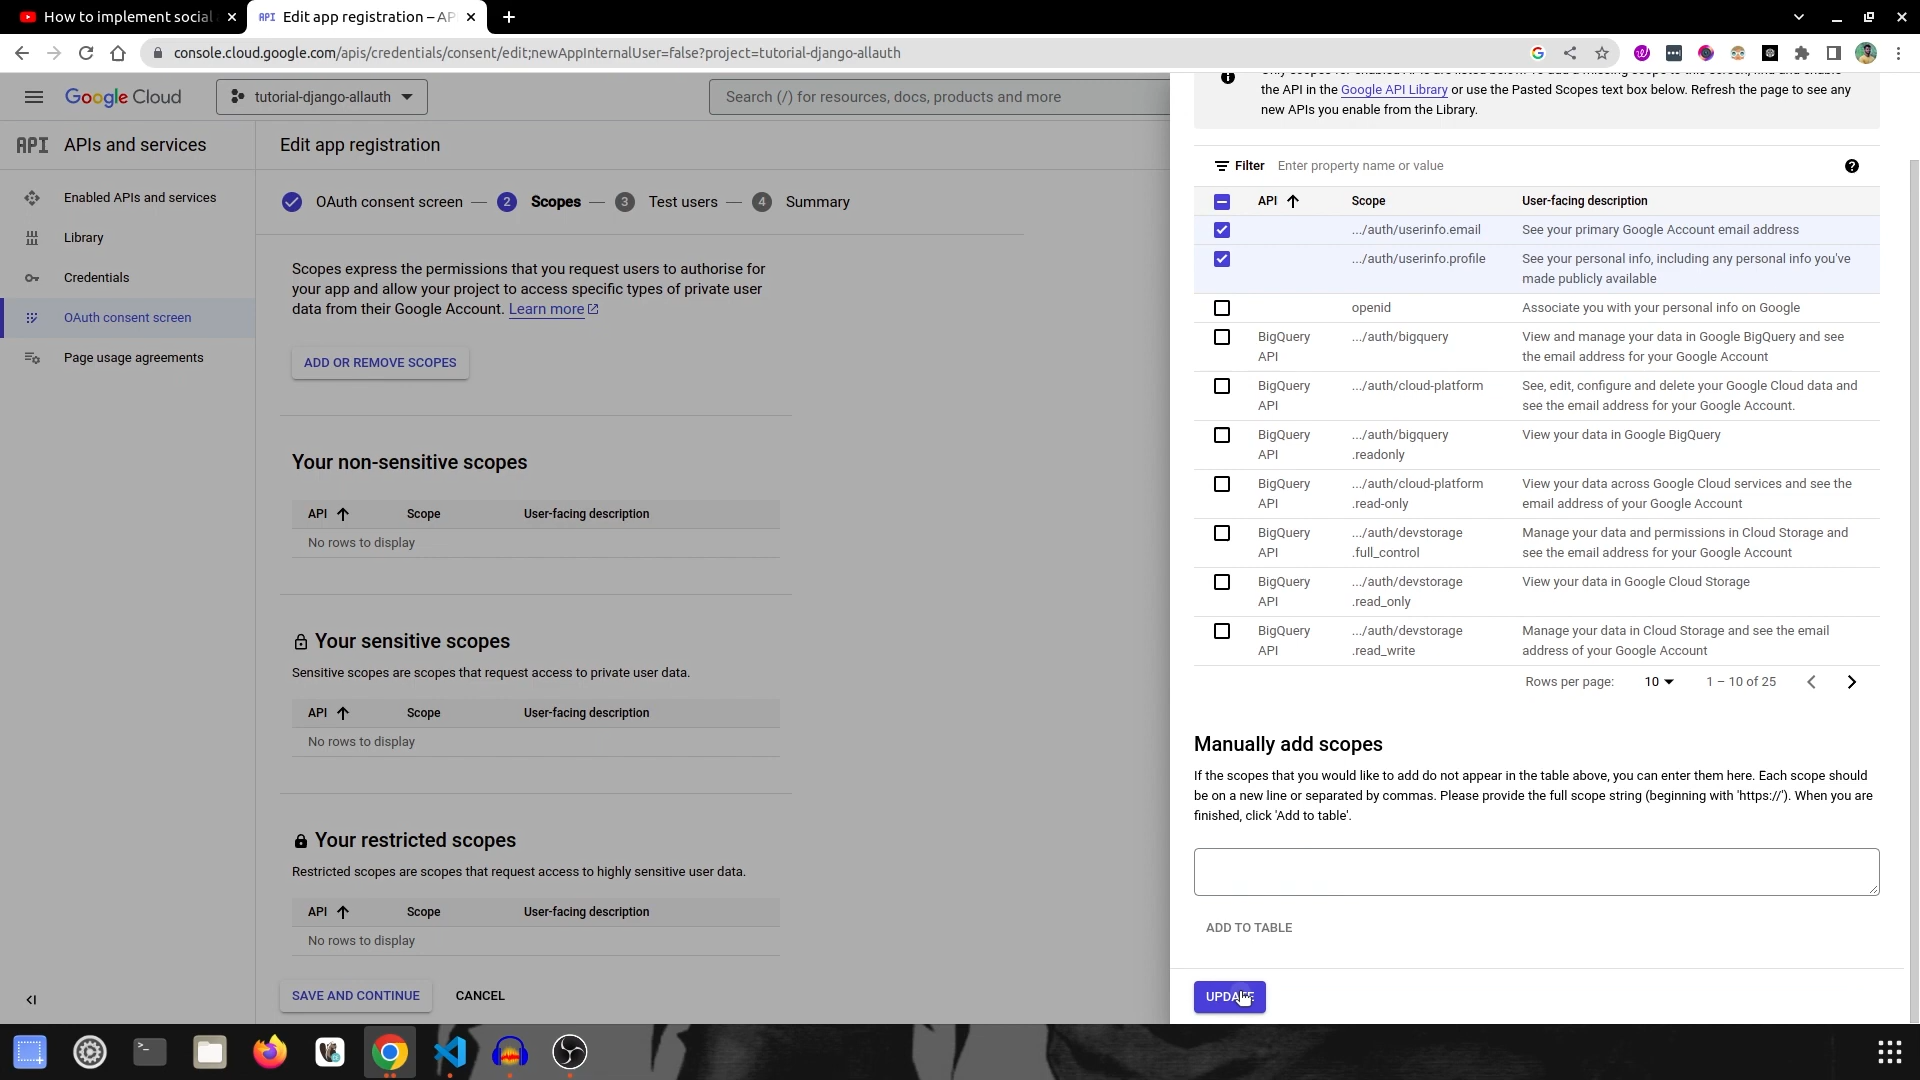 How to implement social
Edit app registration – AP
console.cloud.google.com/apis/credentials/consent/edit;newAppInternalUser=false?project=tutorial-django-allauth
Google Cloud
tutorial-django-allauth
Search (/) for resources, docs, products and more
API APIs and services
Enabled APIs and services
Library
Credentials
OAuth consent screen
Page usage agreements
Edit app registration
OAuth consent screen — 2 Scopes — 3 Test users — 4 Summary
Scopes express the permissions that you request users to authorise for
your app and allow your project to access specific types of private user
data from their Google Account. Learn more
ADD OR REMOVE SCOPES
Your non-sensitive scopes
API Scope User-facing description
No rows to display
Your sensitive scopes
Sensitive scopes are scopes that request access to private user data.
API Scope User-facing description
No rows to display
Your restricted scopes
Restricted scopes are scopes that request access to highly sensitive user data.
API Scope User-facing description
No rows to display
SAVE AND CONTINUE CANCEL
the API in the Google API Library or use the Pasted Scopes text box below. Refresh the page to see any
new APIs you enable from the Library.
Filter Enter property name or value
API Scope User-facing description
.../auth/userinfo.email See your primary Google Account email address
.../auth/userinfo.profile See your personal info, including any personal info you've
made publicly available
openid Associate you with your personal info on Google
BigQuery .../auth/bigquery View and manage your data in Google BigQuery and see
API the email address for your Google Account
BigQuery .../auth/cloud-platform See, edit, configure and delete your Google Cloud data and
API see the email address for your Google Account.
BigQuery .../auth/bigquery View your data in Google BigQuery
API .readonly
BigQuery .../auth/cloud-platform View your data across Google Cloud services and see the
API .read-only email address of your Google Account
BigQuery .../auth/devstorage Manage your data and permissions in Cloud Storage and
API .full_control see the email address for your Google Account
BigQuery .../auth/devstorage View your data in Google Cloud Storage
API .read_only
BigQuery .../auth/devstorage Manage your data in Cloud Storage and see the email
API .read_write address of your Google Account
Rows per page: 10 1 – 10 of 25
Manually add scopes
If the scopes that you would like to add do not appear in the table above, you can enter them here. Each scope should
be on a new line or separated by commas. Please provide the full scope string (beginning with 'https://'). When you are
finished, click 'Add to table'.
ADD TO TABLE
UPDATE